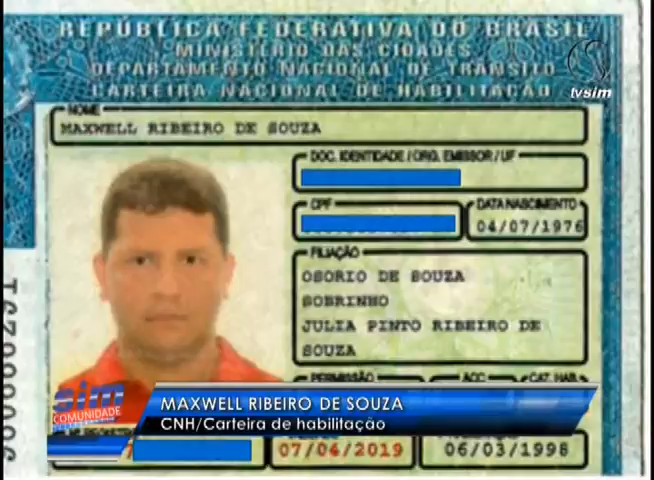 REPÚBLICA FEDERATIVA DO BRASIL
MINISTÉRIO DAS CIDADES
DEPARTAMENTO NACIONAL DE TRÂNSITO
CARTEIRA NACIONAL DE HABILITAÇÃO
tvsim
NOME
MAXWELL RIBEIRO DE SOUZA
DOC. IDENTIDADE / ORG. EMISSOR / UF
CPF
DATA NASCIMENTO
04/07/1976
FILIAÇÃO
OSORIO DE SOUZA
SOBRINHO
JULIA PINTO RIBEIRO DE
SOUZA
PERMISSÃO
ACC
CAT. HAB.
sim
COMUNIDADE
MAXWELL RIBEIRO DE SOUZA
CNH/Carteira de habilitação
07/04/2019
06/03/1998